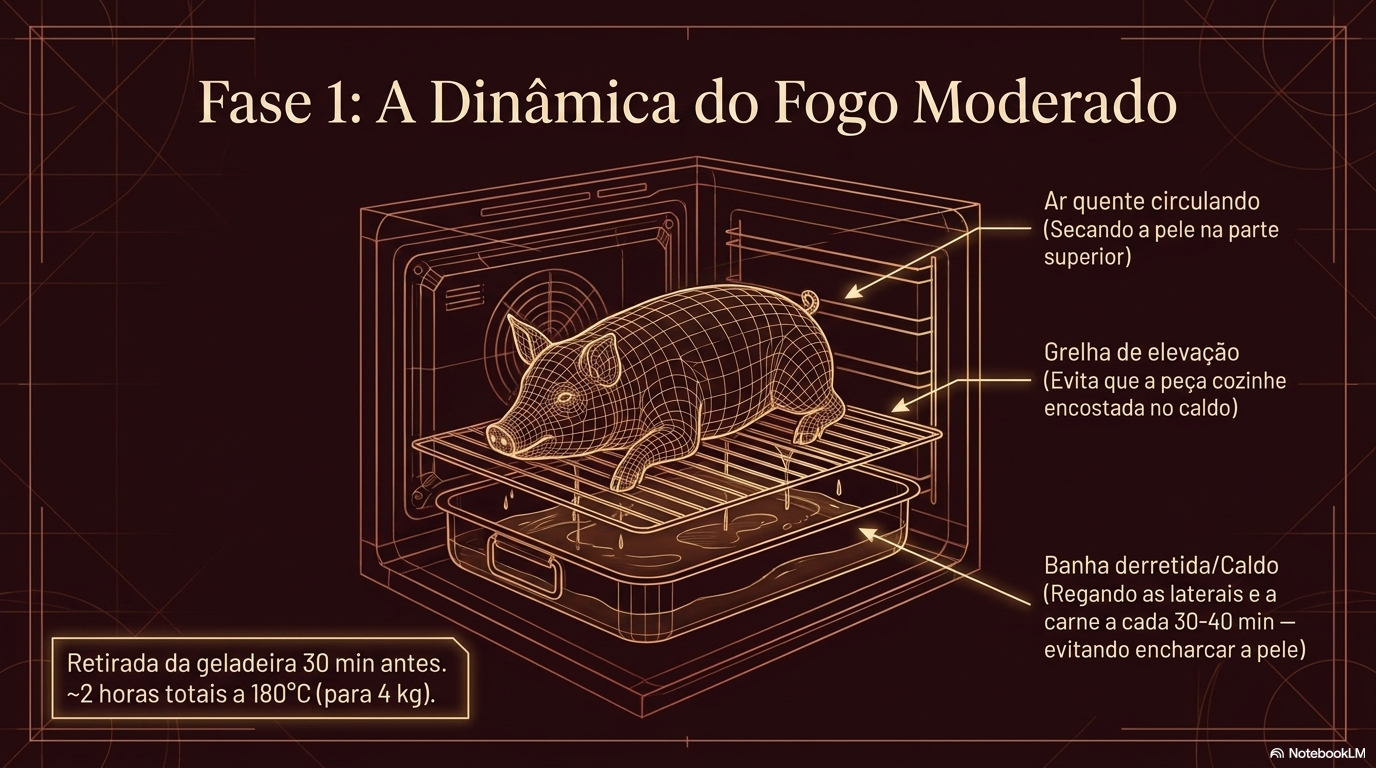 Fase 1: A Dinâmica do Fogo Moderado
Ar quente circulando
(Secando a pele na parte
superior)
Grelha de elevação
(Evita que a peça cozinhe
encostada no caldo)
Banha derretida/Caldo
(Regando as laterais e a
carne a cada 30-40 min —
evitando encharcar a pele)
Retirada da geladeira 30 min antes.
~2 horas totais a 180°C (para 4 kg).
NotebookLM